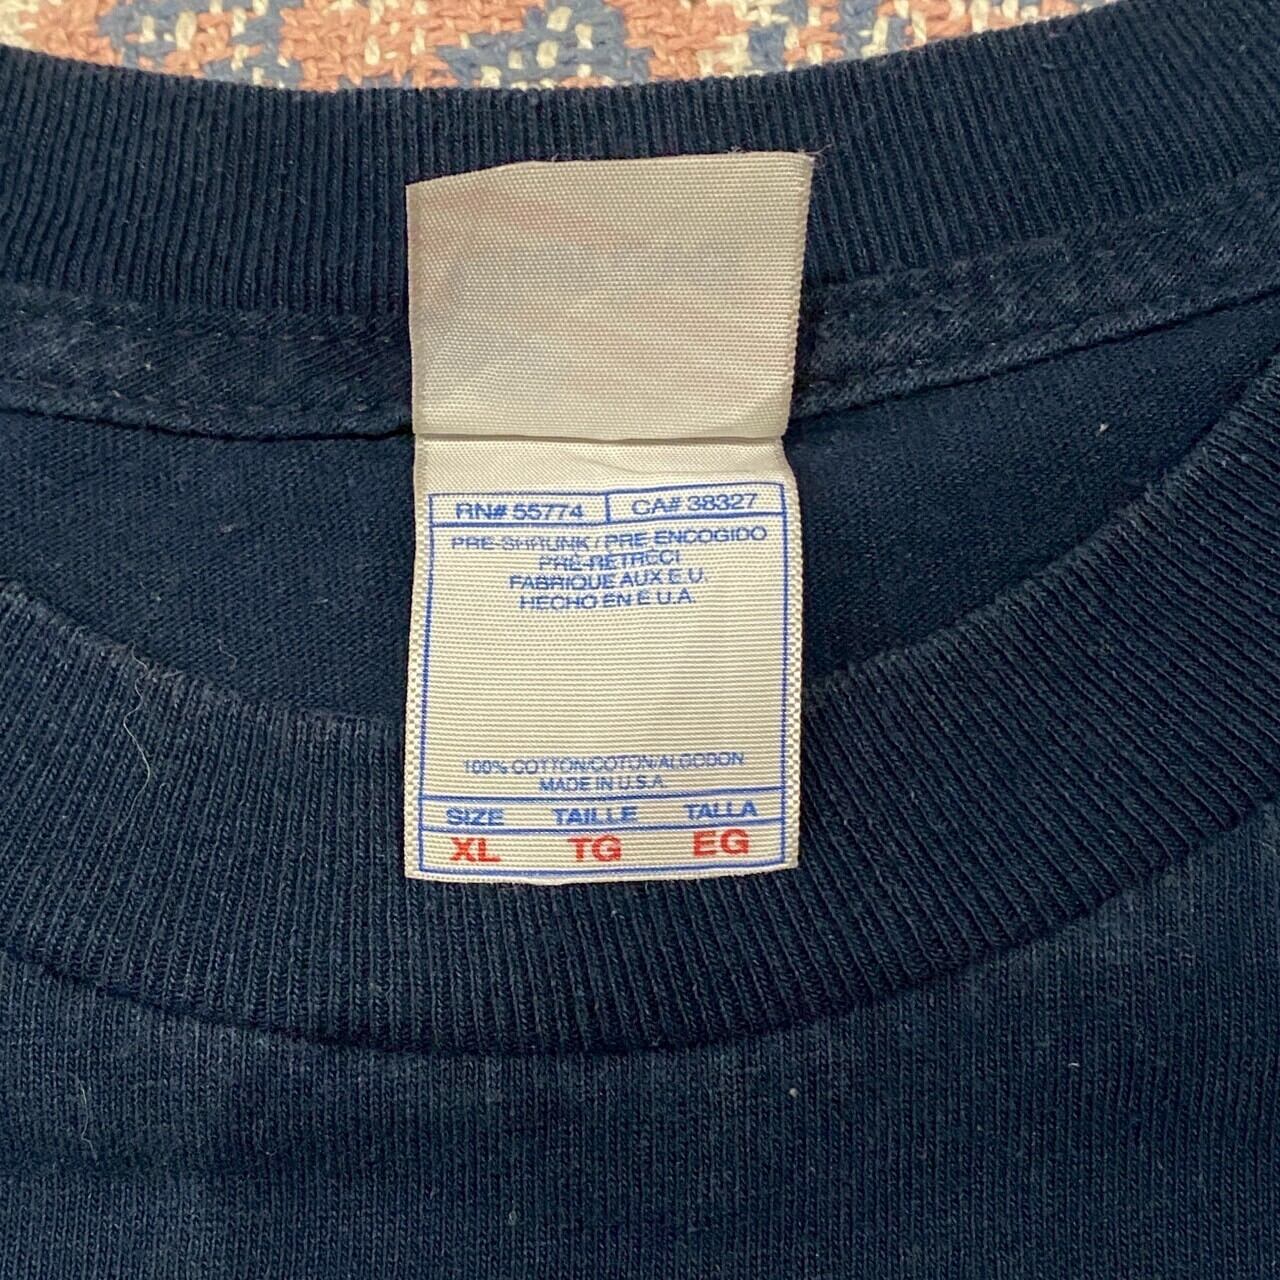 RN# 55774 CA# 38327
PRE-SHRUNK / PRE ENCOGIDO
PRÉ-RETRECI
FABRIQUE AUX E.U.
HECHO EN E.U.A.
100% COTTON/COTON/ALGODON
MADE IN U.S.A.
SIZE TAILLE TALLA
XL TG EG